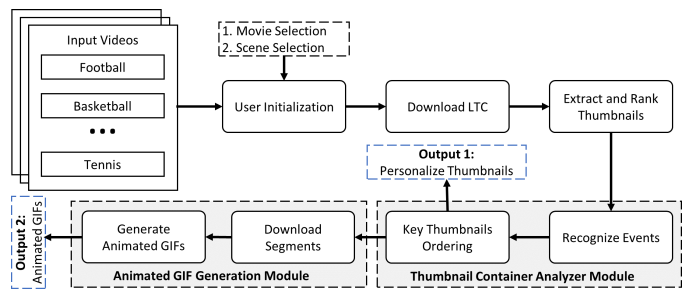 Input Videos
Football
Basketball
•••
Tennis
1. Movie Selection
2. Scene Selection
User Initialization
Download LTC
Extract and Rank
Thumbnails
Output 1:
Personalize Thumbnails
Recognize Events
Key Thumbnails
Ordering
Thumbnail Container Analyzer Module
Download
Segments
Generate
Animated GIFs
Animated GIF Generation Module
Output 2:
Animated GIFs